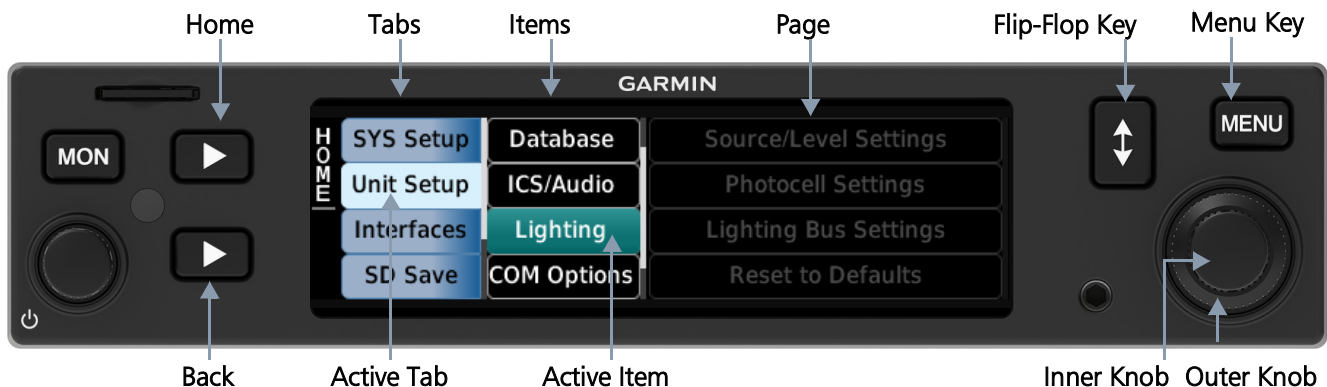 Home Tabs Items Page Flip-Flop Key Menu Key
GARMIN
MON
HOME
SYS Setup Database Source/Level Settings
Unit Setup ICS/Audio Photocell Settings
Interfaces Lighting Lighting Bus Settings
SD Save COM Options Reset to Defaults
MENU
Back Active Tab Active Item Inner Knob Outer Knob